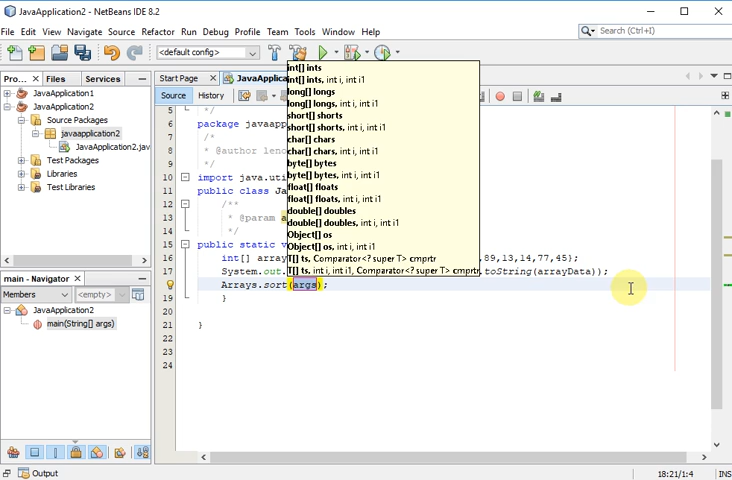 JavaApplication2 - NetBeans IDE 8.2
File Edit View Navigate Source Refactor Run Debug Profile Team Tools Window Help
Search (Ctrl+I)
<default config>
Pro... Files Services
Start Page JavaApplica
Source History
JavaApplication1
JavaApplication2
Source Packages
javaapplication2
JavaApplication2.jav
Test Packages
Libraries
Test Libraries
main - Navigator
Members <empty>
JavaApplication2
main(String[] args)
int[] ints
int[] ints, int i, int i1
long[] longs
long[] longs, int i, int i1
short[] shorts
short[] shorts, int i, int i1
char[] chars
char[] chars, int i, int i1
byte[] bytes
byte[] bytes, int i, int i1
float[] floats
float[] floats, int i, int i1
double[] doubles
double[] doubles, int i, int i1
Object[] os
Object[] os, int i, int i1
T[] ts, Comparator<? super T> cmprtr
T[] ts, int i, int i1, Comparator<? super T> cmprtr
5 */
6 package javaapp
7 /*
8 * @author leno
9 */
10 import java.uti
11 public class Ja
12 /**
13 * @param a
14 */
15 public static v
16 int[] array ,89,13,14,77,45};
17 System.out. .toString(arrayData));
Arrays.sort(args);
19 }
20
21 }
22
23
24
Output
18:21/1:4 INS